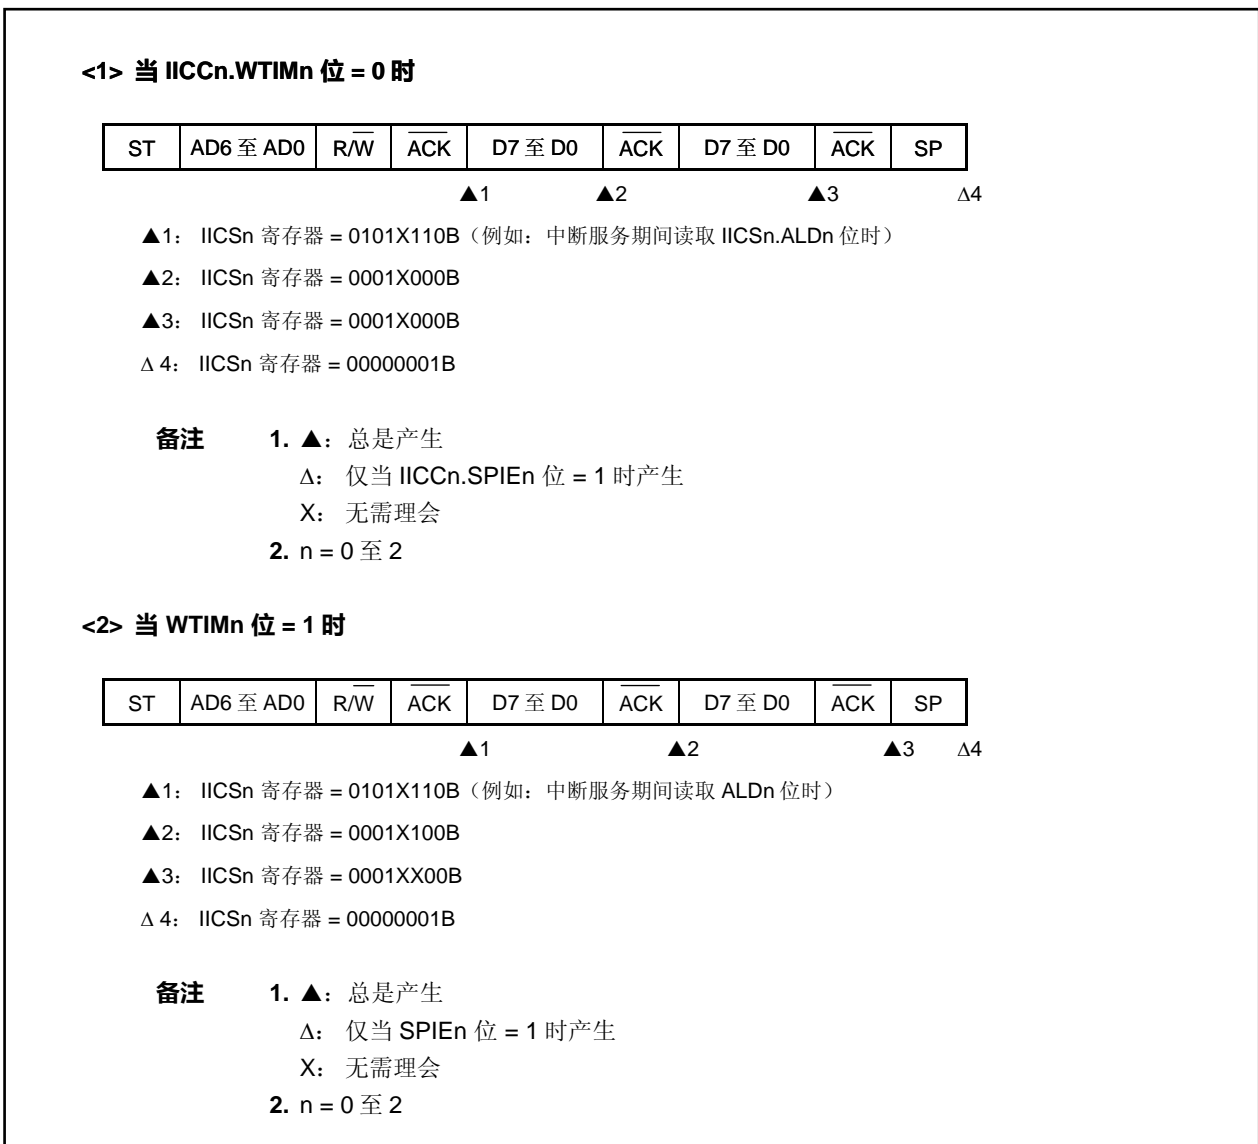 <1> 当 IICCn.WTIMn 位 = 0 时
ST AD6 至 AD0 R/W̅ A̅C̅K̅ D7 至 D0 A̅C̅K̅ D7 至 D0 A̅C̅K̅ SP
▲1 ▲2 ▲3 Δ4
▲1： IICSn 寄存器 = 0101X110B（例如：中断服务期间读取 IICSn.ALDn 位时）
▲2： IICSn 寄存器 = 0001X000B
▲3： IICSn 寄存器 = 0001X000B
Δ 4： IICSn 寄存器 = 00000001B
备注 1. ▲：总是产生
Δ： 仅当 IICCn.SPIEn 位 = 1 时产生
X： 无需理会
2. n = 0 至 2
<2> 当 WTIMn 位 = 1 时
ST AD6 至 AD0 R/W̅ A̅C̅K̅ D7 至 D0 A̅C̅K̅ D7 至 D0 A̅C̅K̅ SP
▲1 ▲2 ▲3 Δ4
▲1： IICSn 寄存器 = 0101X110B（例如：中断服务期间读取 ALDn 位时）
▲2： IICSn 寄存器 = 0001X100B
▲3： IICSn 寄存器 = 0001XX00B
Δ 4： IICSn 寄存器 = 00000001B
备注 1. ▲：总是产生
Δ： 仅当 SPIEn 位 = 1 时产生
X： 无需理会
2. n = 0 至 2